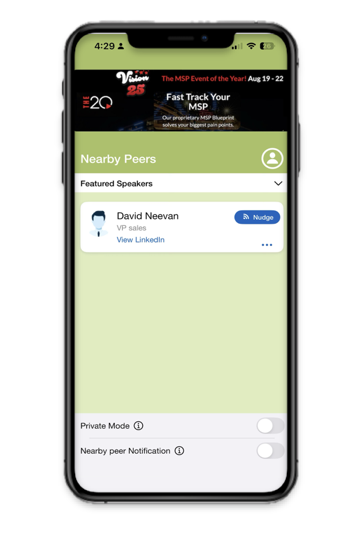 4:29
Vision
25
The MSP Event of the Year! Aug 19 - 22
THE 20
Fast Track Your
MSP
Our proprietary MSP Blueprint
solves your biggest pain points.
Nearby Peers
Featured Speakers
David Neevan
Nudge
VP sales
View LinkedIn
Private Mode
Nearby peer Notification